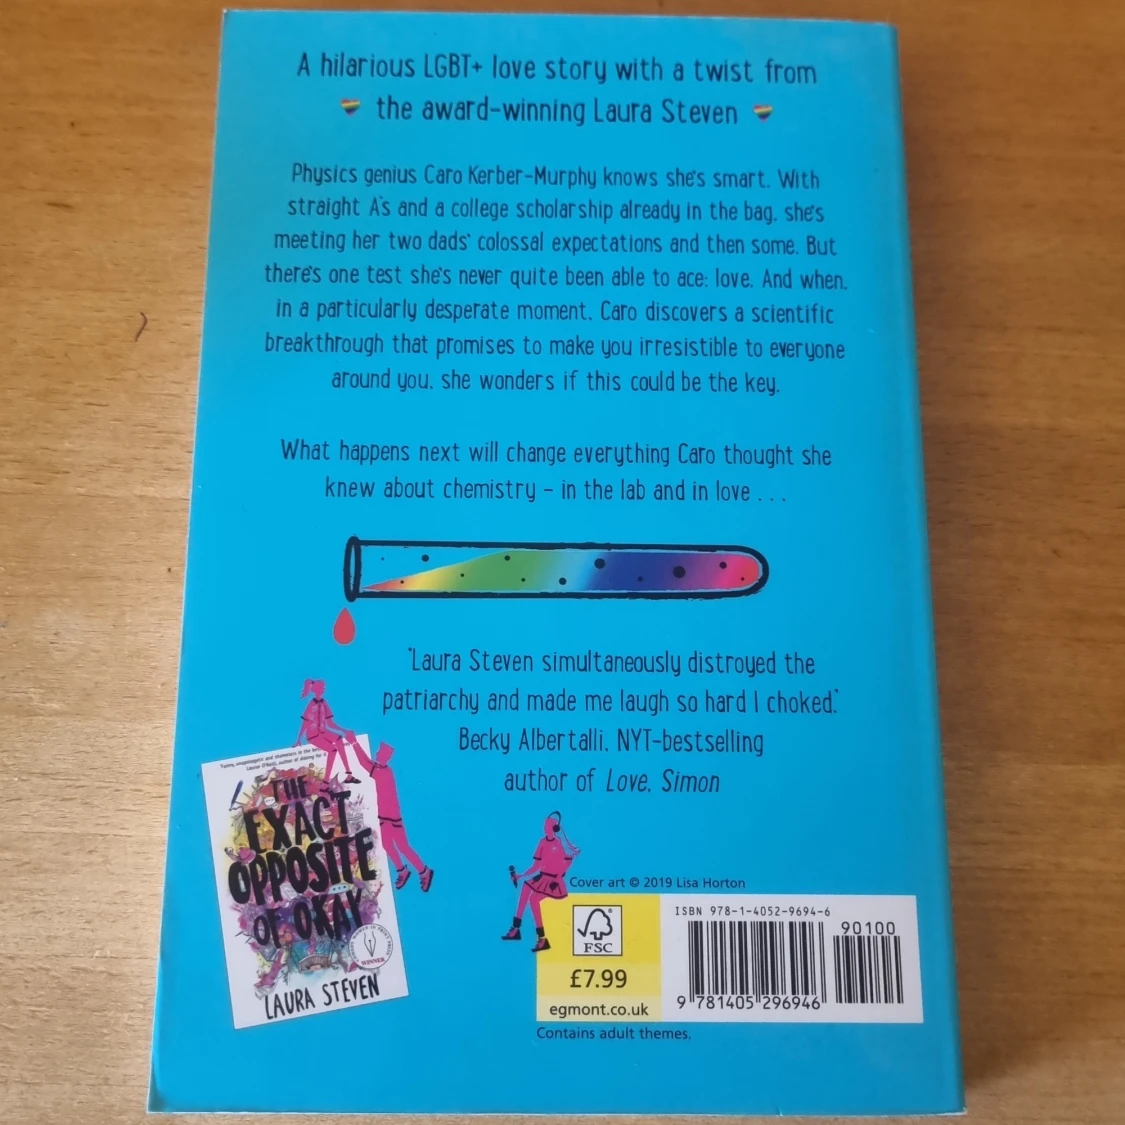 A hilarious LGBT+ love story with a twist from
the award-winning Laura Steven
Physics genius Caro Kerber-Murphy knows she's smart. With
straight A's and a college scholarship already in the bag, she's
meeting her two dads' colossal expectations and then some. But
there's one test she's never quite been able to ace: love. And when,
in a particularly desperate moment, Caro discovers a scientific
breakthrough that promises to make you irresistible to everyone
around you, she wonders if this could be the key.
What happens next will change everything Caro thought she
knew about chemistry – in the lab and in love . . .
'Laura Steven simultaneously distroyed the
patriarchy and made me laugh so hard I choked.'
Becky Albertalli, NYT-bestselling
author of Love, Simon
THE
EXACT
OPPOSITE
OF OKAY
WINNER
LAURA STEVEN
Cover art © 2019 Lisa Horton
FSC
£7.99
egmont.co.uk
ISBN 978-1-4052-9694-6
90100
9 781405 296946
Contains adult themes.